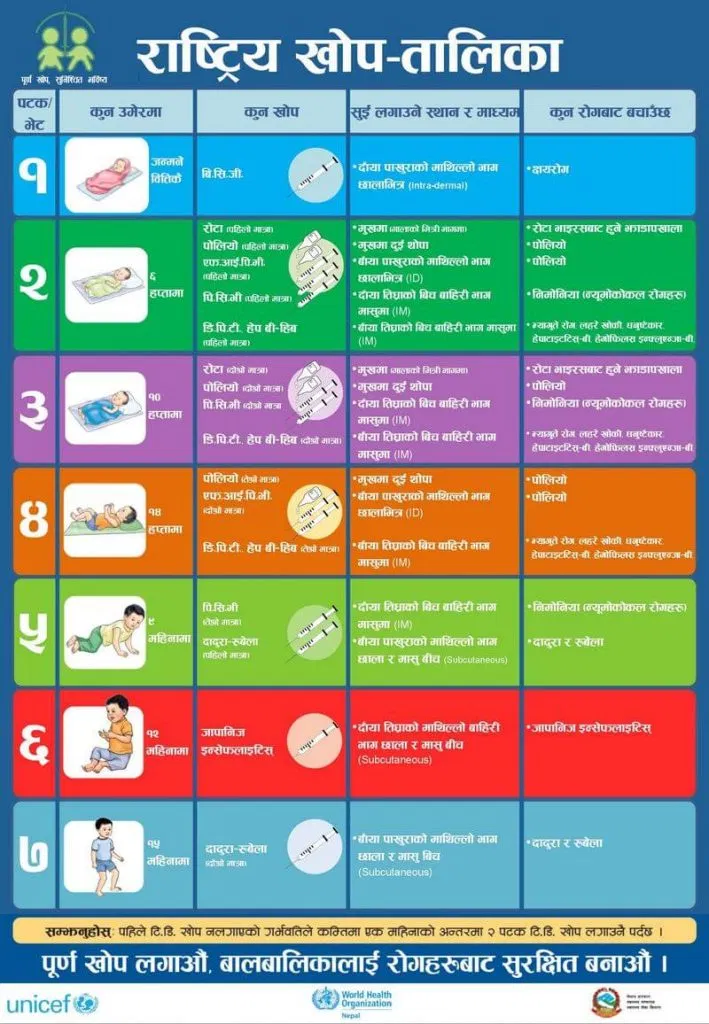 पूर्ण खोप, सुनिश्चित भविष्य
राष्ट्रिय खोप-तालिका
पटक/
भेट
कुन उमेरमा
कुन खोप
सुई लगाउने स्थान र माध्यम
कुन रोगबाट बचाउँछ
१
जन्मने
बित्तिकै
बि.सि.जी.
• दाँया पाखुराको माथिल्लो भाग
छालाभित्र (Intra-dermal)
• क्षयरोग
२
६
हप्तामा
रोटा (पहिलो मात्रा)
पोलियो (पहिलो मात्रा)
एफ.आई.पि.भी.
(पहिलो मात्रा)
पि.सि.भी (पहिलो मात्रा)
डि.पि.टी. हेप बी-हिब
(पहिलो मात्रा)
• मुखमा (गालाको भित्री भागमा)
• मुखमा दुई थोपा
• बाँया पाखुराको माथिल्लो भाग
छालाभित्र (ID)
• दाँया तिघ्राको बिच बाहिरी भाग
मासुमा (IM)
• बाँया तिघ्राको बिच बाहिरी भाग मासुमा
(IM)
• रोटा भाइरसबाट हुने झाडापखाला
• पोलियो
• पोलियो
• निमोनिया (न्यूमोकोकल रोगहरू)
• भ्यागुते रोग, लहरे खोकी, धनुष्टंकार,
हेपाटाइटिस-बी, हेमोफिलस इन्फ्लुएन्जा-बी
३
१०
हप्तामा
रोटा (दोस्रो मात्रा)
पोलियो (दोस्रो मात्रा)
पि.सि.भी (दोस्रो मात्रा
डि.पि.टी.. हेप बी-हिब (दोस्रो मात्रा)
• मुखमा (गालाको भित्री भागमा)
• मुखमा दुई थोपा
• दाँया तिघ्राको बिच बाहिरी भाग
मासुमा (IM)
• बाँया तिघ्राको बिच बाहिरी भाग
मासुमा (IM)
• रोटा भाइरसबाट हुने झाडापखाला
• पोलियो
• निमोनिया (न्यूमोकोकल रोगहरू)
• भ्यागुते रोग, लहरे खोकी, धनुष्टंकार,
हेपाटाइटिस-बी, हेमोफिलस इन्फ्लुएन्जा-बी
४
१४
हप्तामा
पोलियो (तेस्रो मात्रा)
एफ.आई.पि.भी.
(दोस्रो मात्रा)
डि.पि.टी.. हेप बी-हिब (तेस्रो मात्रा)
• मुखमा दुई थोपा
• बाँया पाखुराको माथिल्लो भाग
छालाभित्र (ID)
• बाँया तिघ्राको बिच बाहिरी भाग
मासुमा (IM)
• पोलियो
• पोलियो
• भ्यागुते रोग, लहरे खोकी, धनुष्टंकार,
हेपाटाइटिस-बी, हेमोफिलस इन्फ्लुएन्जा-बी
५
९
महिनामा
पि.सि.भी
(तेस्रो मात्रा)
दादुरा-रुबेला
(पहिलो मात्रा)
• दाँया तिघ्राको बिच बाहिरी भाग
मासुमा (IM)
• बाँया पाखुराको माथिल्लो भाग
छाला र मासु बीच (Subcutaneous)
• निमोनिया (न्यूमोकोकल रोगहरू)
• दादुरा र रुबेला
६
१२
महिनामा
जापानिज
इन्सेफलाइटिस्
• दाँया तिघ्राको माथिल्लो बाहिरी
भाग छाला र मासु बीच
(Subcutaneous)
• जापानिज इन्सेफलाइटिस्
७
१५
महिनामा
दादुरा-रुबेला
(दोस्रो मात्रा)
• बाँया पाखुराको माथिल्लो भाग
छाला र मासु बिच
(Subcutaneous)
• दादुरा र रुबेला
सम्झनुहोस्: पहिले टि.डि. खोप नलगाएको गर्भवतिले कम्तिमा एक महिनाको अन्तरमा २ पटक टि.डि. खोप लगाउनै पर्दछ ।
पूर्ण खोप लगाऔं, बालबालिकालाई रोगहरुबाट सुरक्षित बनाऔं ।
unicef
World Health
Organization
Nepal